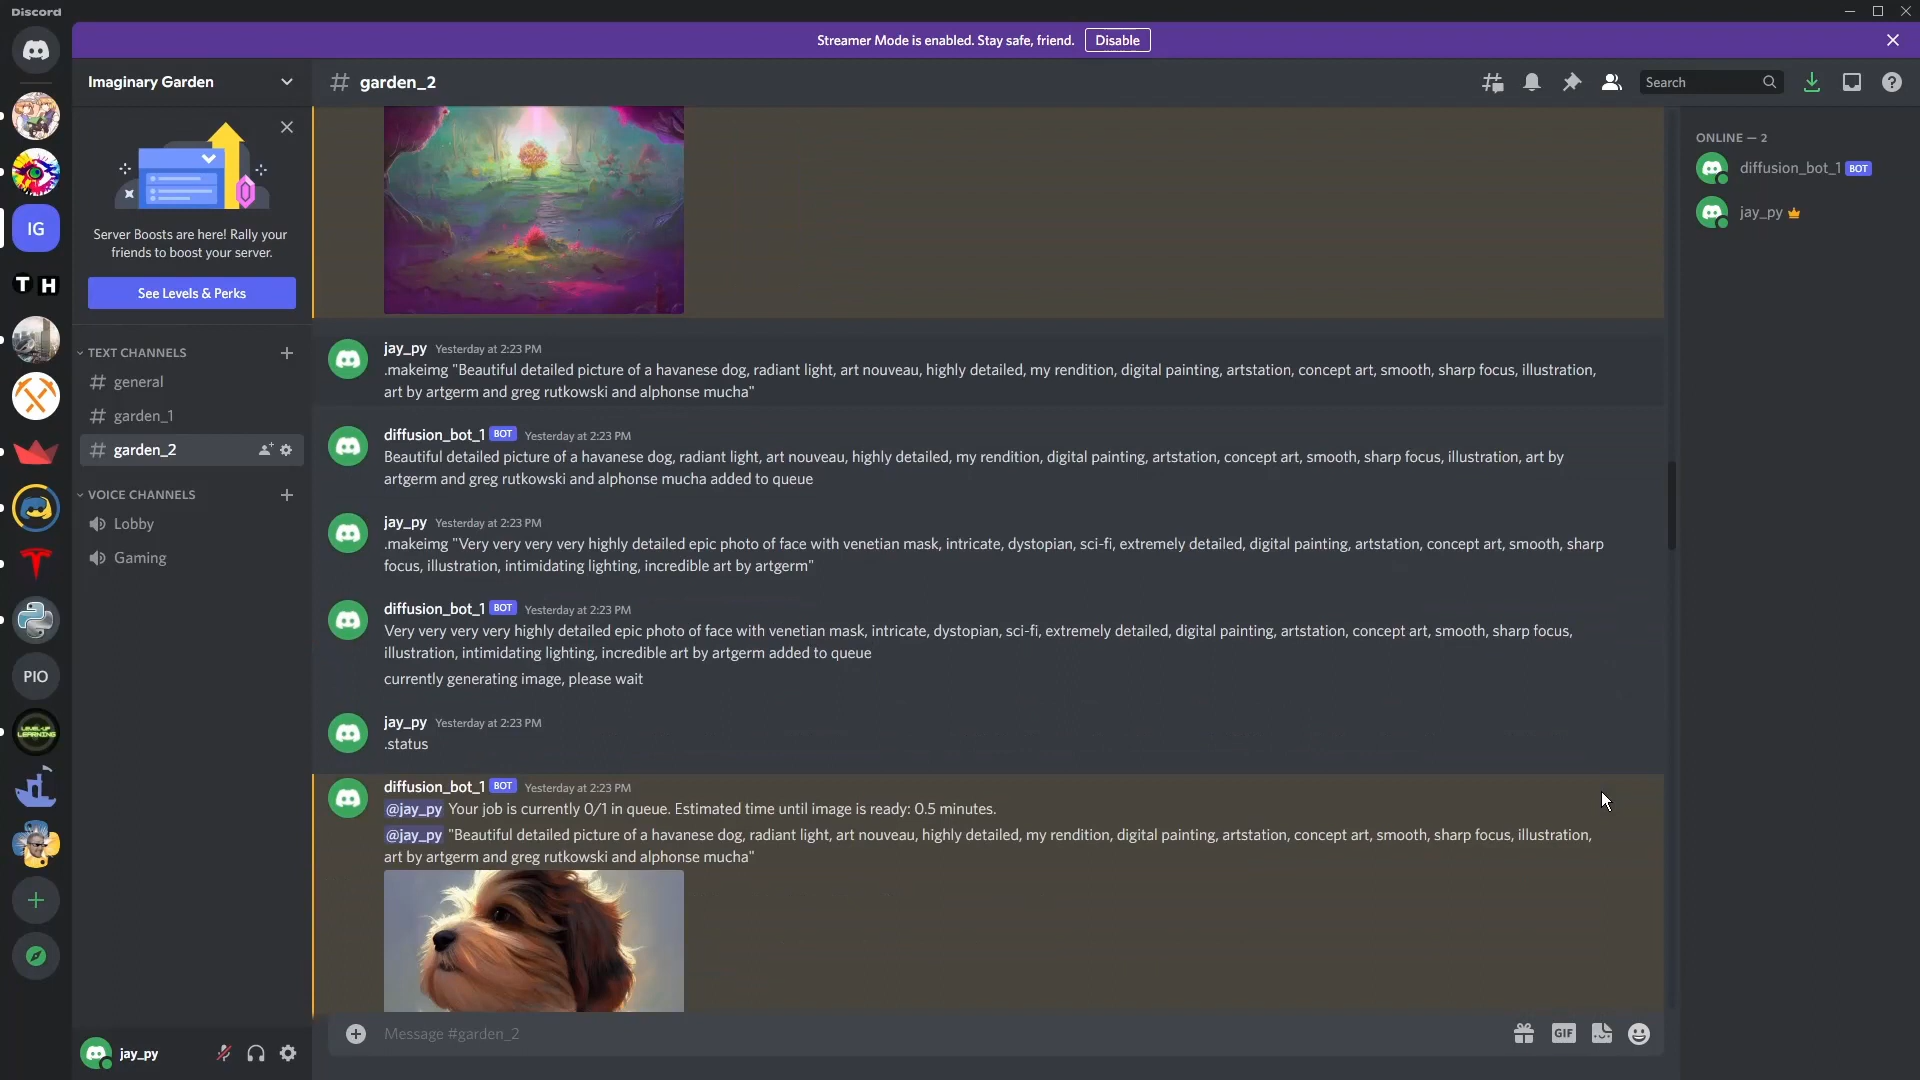 Discord
Streamer Mode is enabled. Stay safe, friend.
Disable
Imaginary Garden
garden_2
Search
Server Boosts are here! Rally your
friends to boost your server.
See Levels & Perks
IG
T H
PIO
LEVEL-UP
LEARNING
TEXT CHANNELS
general
garden_1
garden_2
VOICE CHANNELS
Lobby
Gaming
jay_py
jay_py Yesterday at 2:23 PM
.makeimg "Beautiful detailed picture of a havanese dog, radiant light, art nouveau, highly detailed, my rendition, digital painting, artstation, concept art, smooth, sharp focus, illustration,
art by artgerm and greg rutkowski and alphonse mucha"
diffusion_bot_1 BOT Yesterday at 2:23 PM
Beautiful detailed picture of a havanese dog, radiant light, art nouveau, highly detailed, my rendition, digital painting, artstation, concept art, smooth, sharp focus, illustration, art by
artgerm and greg rutkowski and alphonse mucha added to queue
jay_py Yesterday at 2:23 PM
.makeimg "Very very very very highly detailed epic photo of face with venetian mask, intricate, dystopian, sci-fi, extremely detailed, digital painting, artstation, concept art, smooth, sharp
focus, illustration, intimidating lighting, incredible art by artgerm"
diffusion_bot_1 BOT Yesterday at 2:23 PM
Very very very very highly detailed epic photo of face with venetian mask, intricate, dystopian, sci-fi, extremely detailed, digital painting, artstation, concept art, smooth, sharp focus,
illustration, intimidating lighting, incredible art by artgerm added to queue
currently generating image, please wait
jay_py Yesterday at 2:23 PM
.status
diffusion_bot_1 BOT Yesterday at 2:23 PM
@jay_py Your job is currently 0/1 in queue. Estimated time until image is ready: 0.5 minutes.
@jay_py "Beautiful detailed picture of a havanese dog, radiant light, art nouveau, highly detailed, my rendition, digital painting, artstation, concept art, smooth, sharp focus, illustration,
art by artgerm and greg rutkowski and alphonse mucha"
Message #garden_2
GIF
ONLINE — 2
diffusion_bot_1 BOT
jay_py